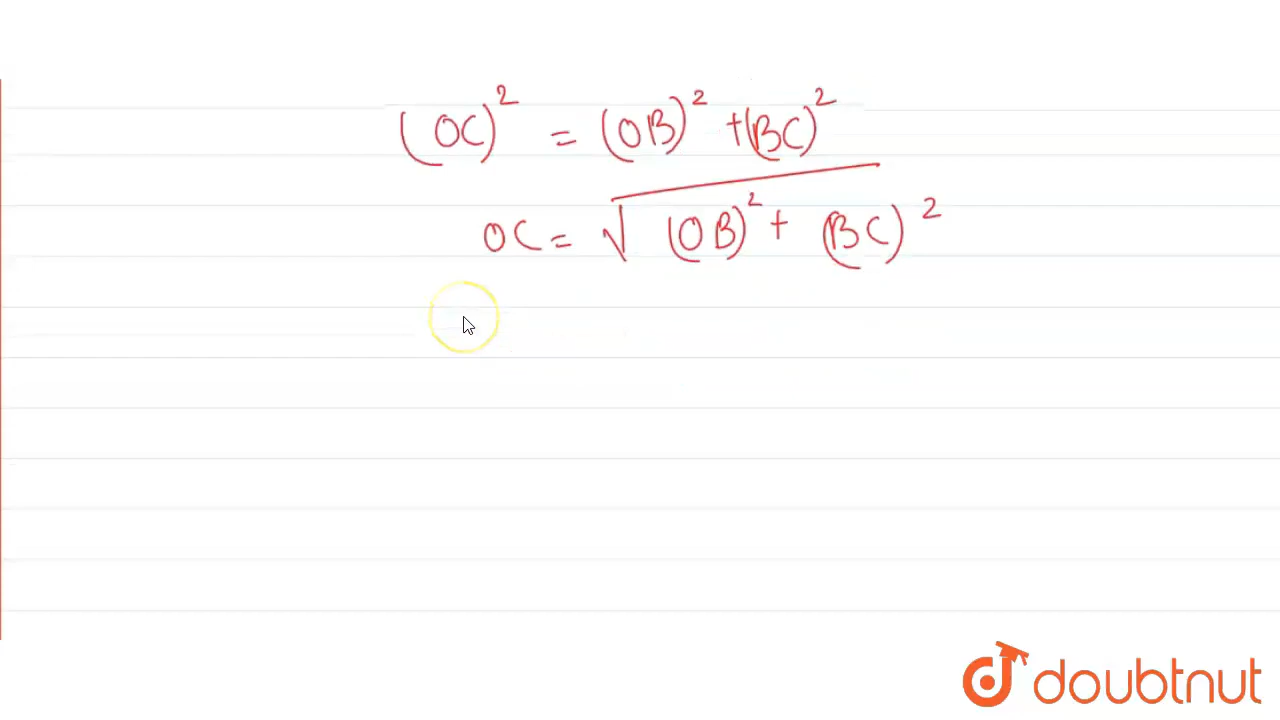 (OC)² = (OB)² +(BC)²
OC = √ (OB)² + (BC)²
doubtnut